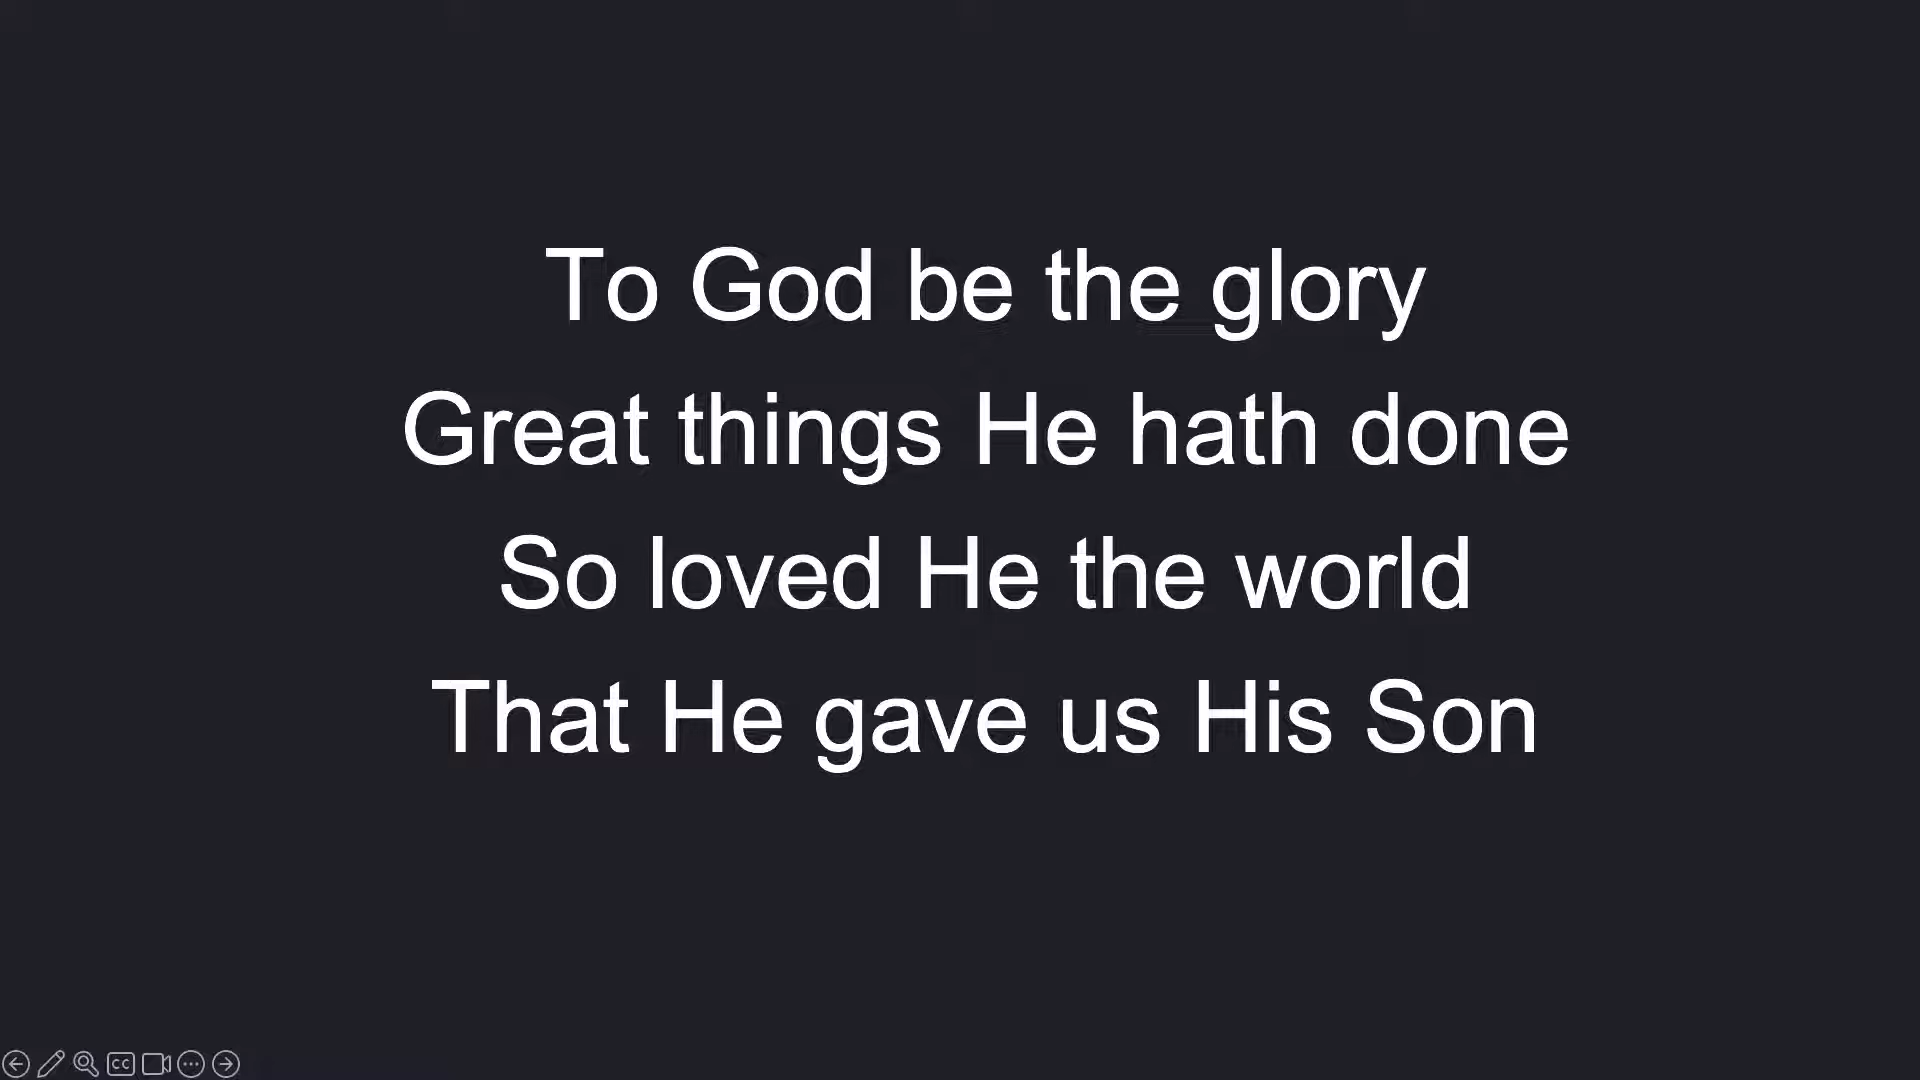 To God be the glory
Great things He hath done
So loved He the world
That He gave us His Son
CC